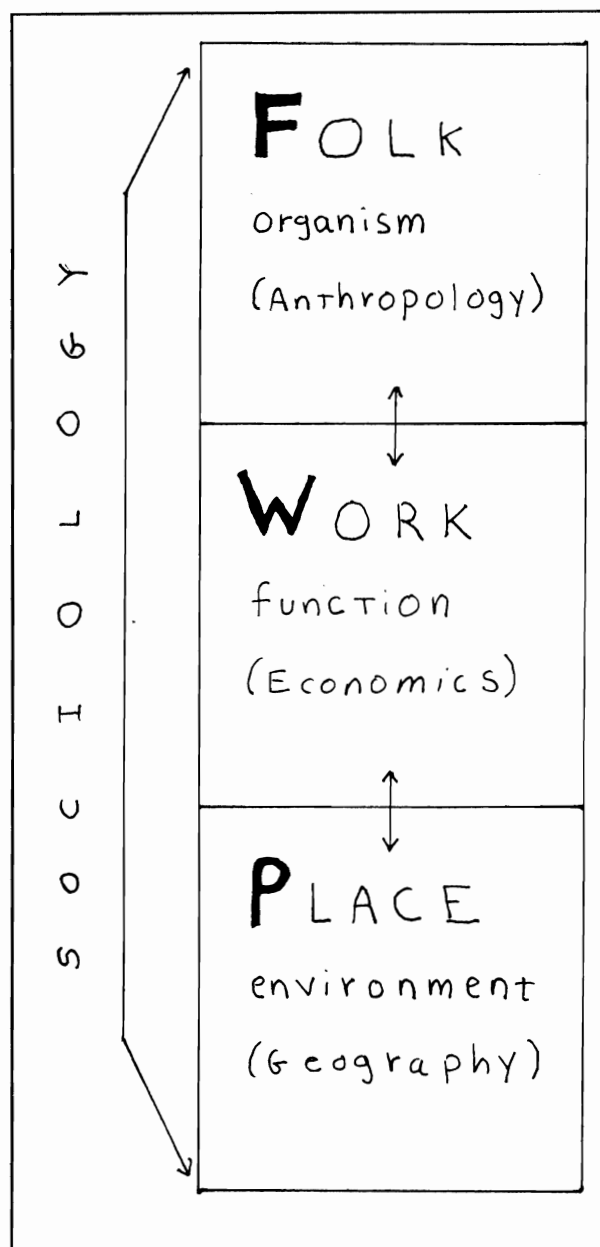 SOCIOLOGY
FOLK
organism
(Anthropology)
WORK
function
(Economics)
PLACE
environment
(Geography)